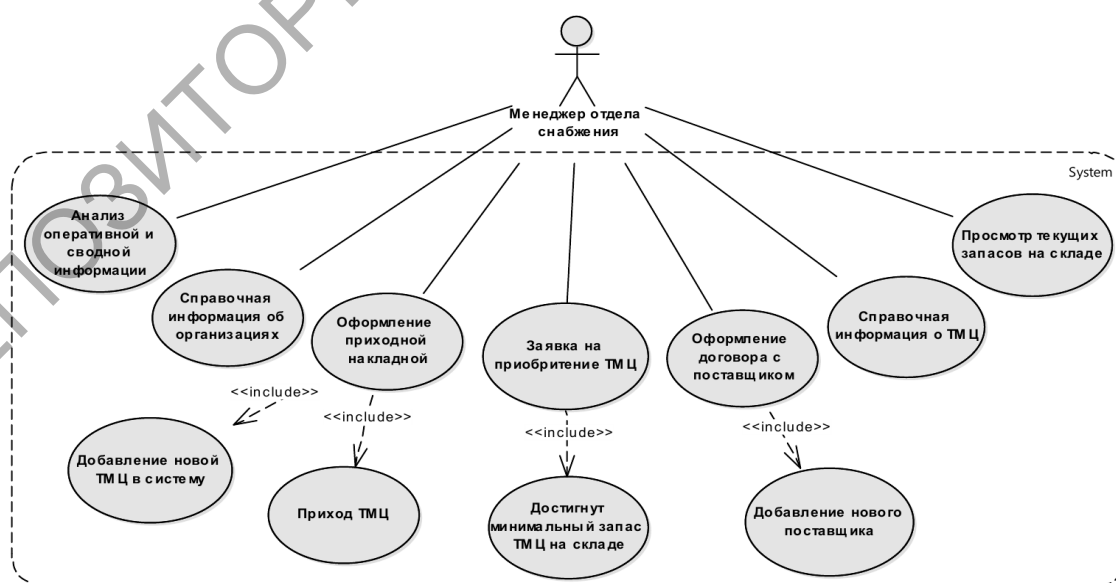 ПОЗИТОР
Менеджер отдела
снабжения
System
Анализ
оперативной и
сводной
информации
Просмотр текущих
запасов на складе
Справочная
информация об
организациях
Оформление
приходной
накладной
Заявка на
приобритение ТМЦ
Оформление
договора с
поставщиком
Справочная
информация о ТМЦ
<<include>>
<<include>>
<<include>>
<<include>>
Добавление новой
ТМЦ в систему
Приход ТМЦ
Достигнут
минимальный запас
ТМЦ на складе
Добавление нового
поставщика